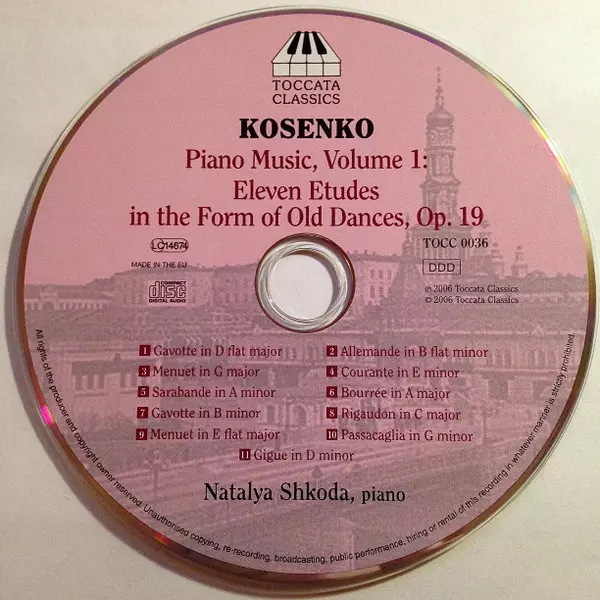 TOCCATA
CLASSICS
KOSENKO
Piano Music, Volume 1:
Eleven Etudes
in the Form of Old Dances, Op. 19
LC14674
TOCC 0036
MADE IN THE EU
DDD
COMPACT
disc
DIGITAL AUDIO
℗ 2006 Toccata Classics
© 2006 Toccata Classics
1 Gavotte in D flat major
2 Allemande in B flat minor
3 Menuet in G major
4 Courante in E minor
5 Sarabande in A minor
6 Bourrée in A major
7 Gavotte in B minor
8 Rigaudon in C major
9 Menuet in E flat major
10 Passacaglia in G minor
11 Gigue in D minor
Natalya Shkoda, piano
All rights of the producer and copyright owner reserved. Unauthorised copying, re-recording, broadcasting, public performance, hiring or rental of this recording in whatever manner is strictly prohibited.